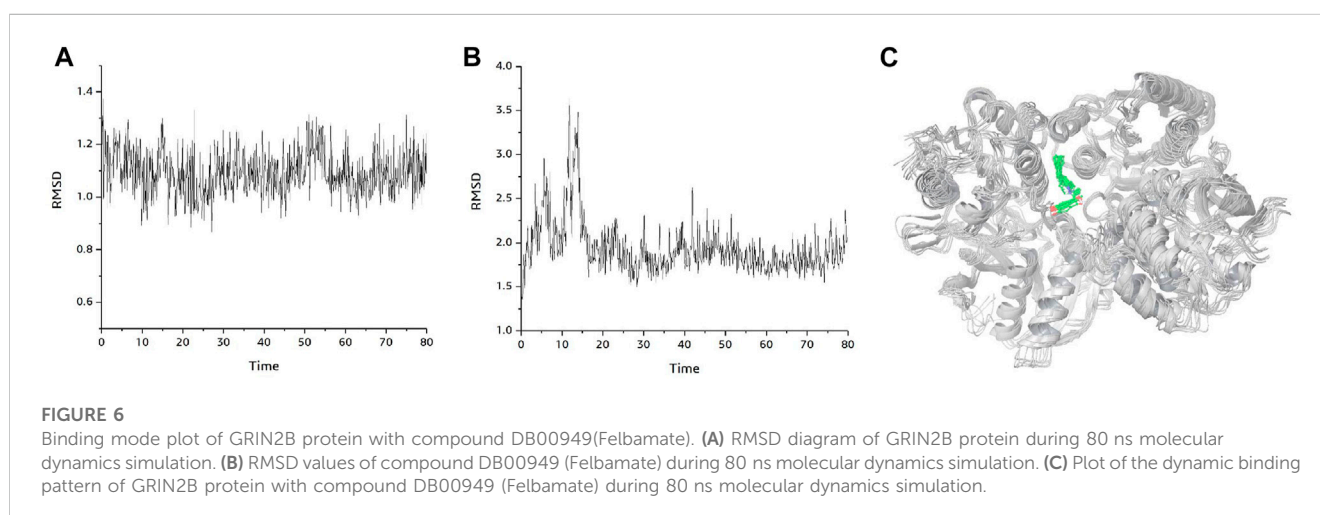 A
B
C
1.4
1.2
1.0
0.8
0.6
RMSD
0 10 20 30 40 50 60 70 80
Time
4.0
3.5
3.0
2.5
2.0
1.5
1.0
RMSD
0 10 20 30 40 50 60 70 80
Time
FIGURE 6
Binding mode plot of GRIN2B protein with compound DB00949(Felbamate). (A) RMSD diagram of GRIN2B protein during 80 ns molecular
dynamics simulation. (B) RMSD values of compound DB00949 (Felbamate) during 80 ns molecular dynamics simulation. (C) Plot of the dynamic binding
pattern of GRIN2B protein with compound DB00949 (Felbamate) during 80 ns molecular dynamics simulation.